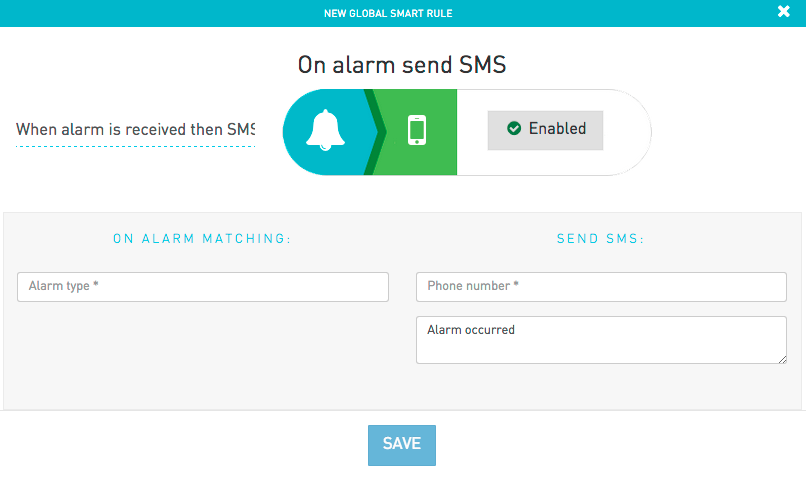 NEW GLOBAL SMART RULE
On alarm send SMS
When alarm is received then SMS
Enabled
ON ALARM MATCHING:
SEND SMS:
Alarm type *
Phone number *
Alarm occurred
SAVE